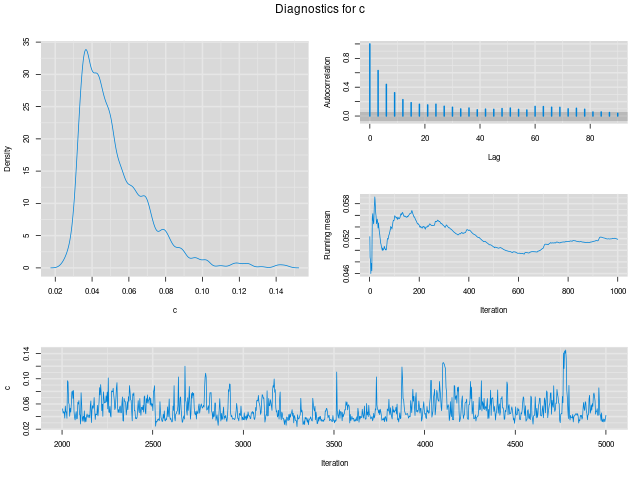 Diagnostics for c
Density
35
30
25
20
15
10
5
0
0.02 0.04 0.06 0.08 0.10 0.12 0.14
c
Autocorrelation
0.8
0.4
0.0
0 20 40 60 80
Lag
Running mean
0.058
0.052
0.046
0 200 400 600 800 1000
Iteration
c
0.14
0.10
0.06
0.02
2000 2500 3000 3500 4000 4500 5000
Iteration